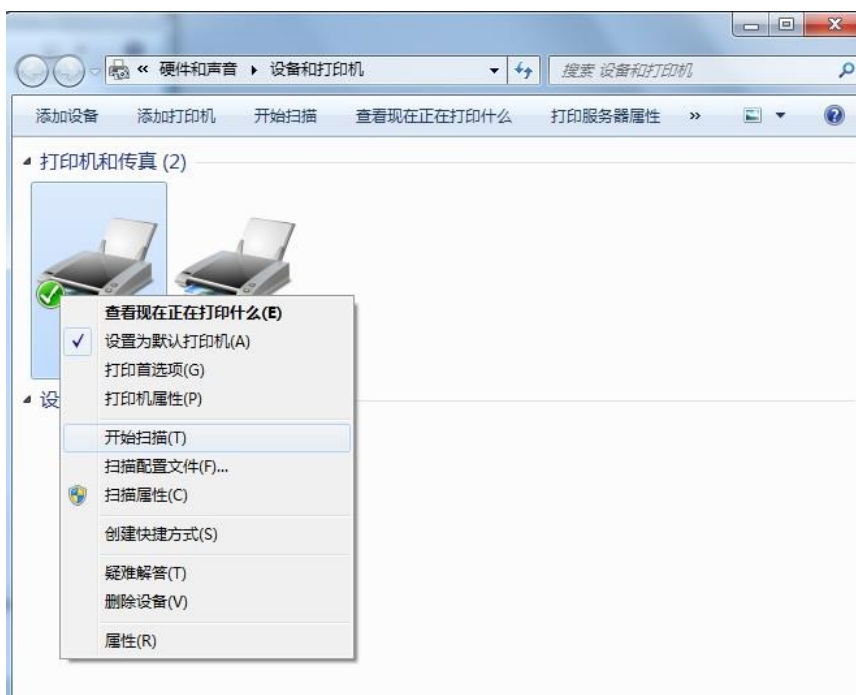 « 硬件和声音 ▸ 设备和打印机 搜索 设备和打印机
添加设备 添加打印机 开始扫描 查看现在正在打印什么 打印服务器属性 »
打印机和传真 (2)
查看现在正在打印什么(E)
设置为默认打印机(A)
打印首选项(G)
打印机属性(P)
设
开始扫描(T)
扫描配置文件(F)...
扫描属性(C)
创建快捷方式(S)
疑难解答(T)
删除设备(V)
属性(R)